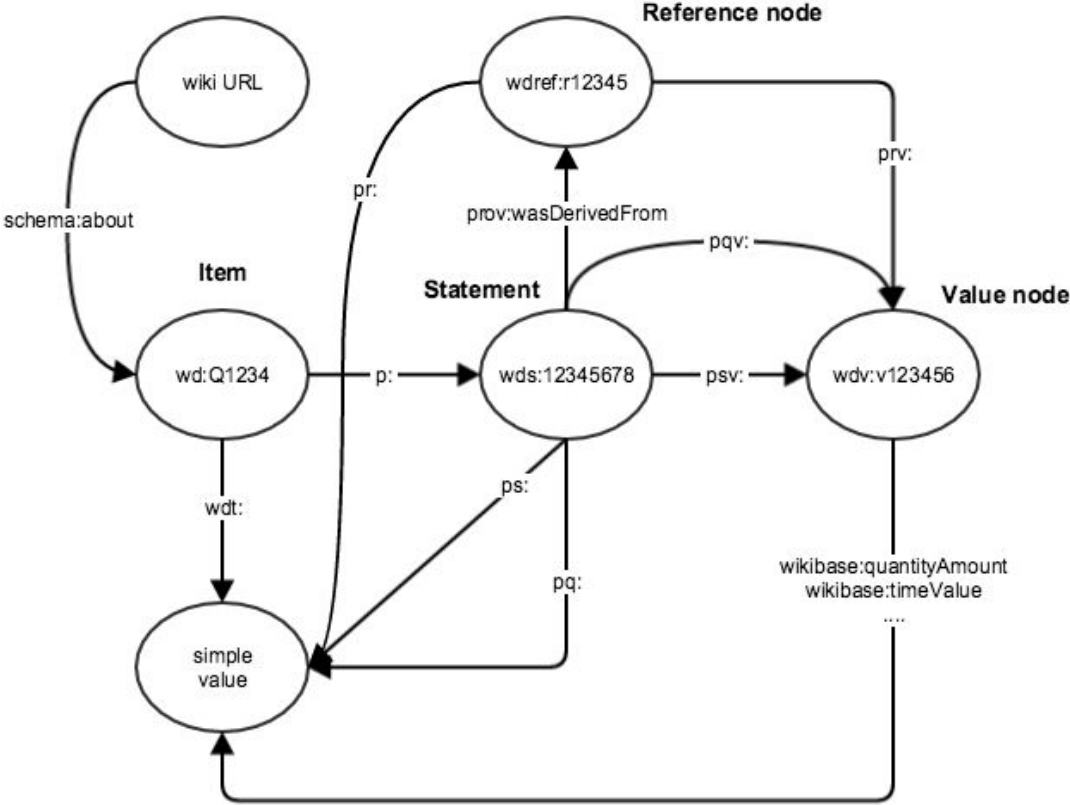 Reference node
wiki URL
wdref:r12345
prv:
pr:
prov:wasDerivedFrom
schema:about
pqv:
Item
Statement
Value node
wd:Q1234
p:
wds:12345678
psv:
wdv:v123456
ps:
wdt:
wikibase:quantityAmount
pq:
wikibase:timeValue
....
simple
value